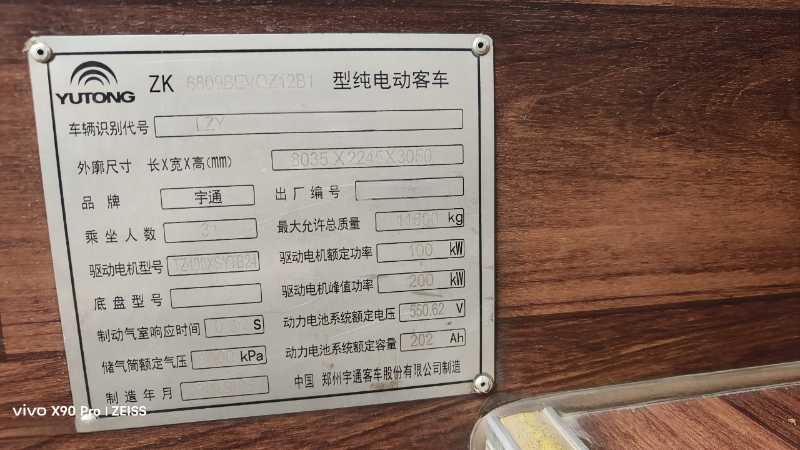 YUTONG ZK 6809BEVQZ12B1 型纯电动客车
车辆识别代号 LZY
外廓尺寸 长X宽X高(mm) 8035X2245X3050
品牌 宇通 出厂编号
乘坐人数 最大允许总质量 kg
驱动电机型号 驱动电机额定功率 100 kW
底盘型号 驱动电机峰值功率 200 kW
制动气室响应时间 S 动力电池系统额定电压 550.62 V
储气筒额定气压 kPa 动力电池系统额定容量 202 Ah
制造年月 中国 郑州宇通客车股份有限公司制造
vivo X90 Pro | ZEISS